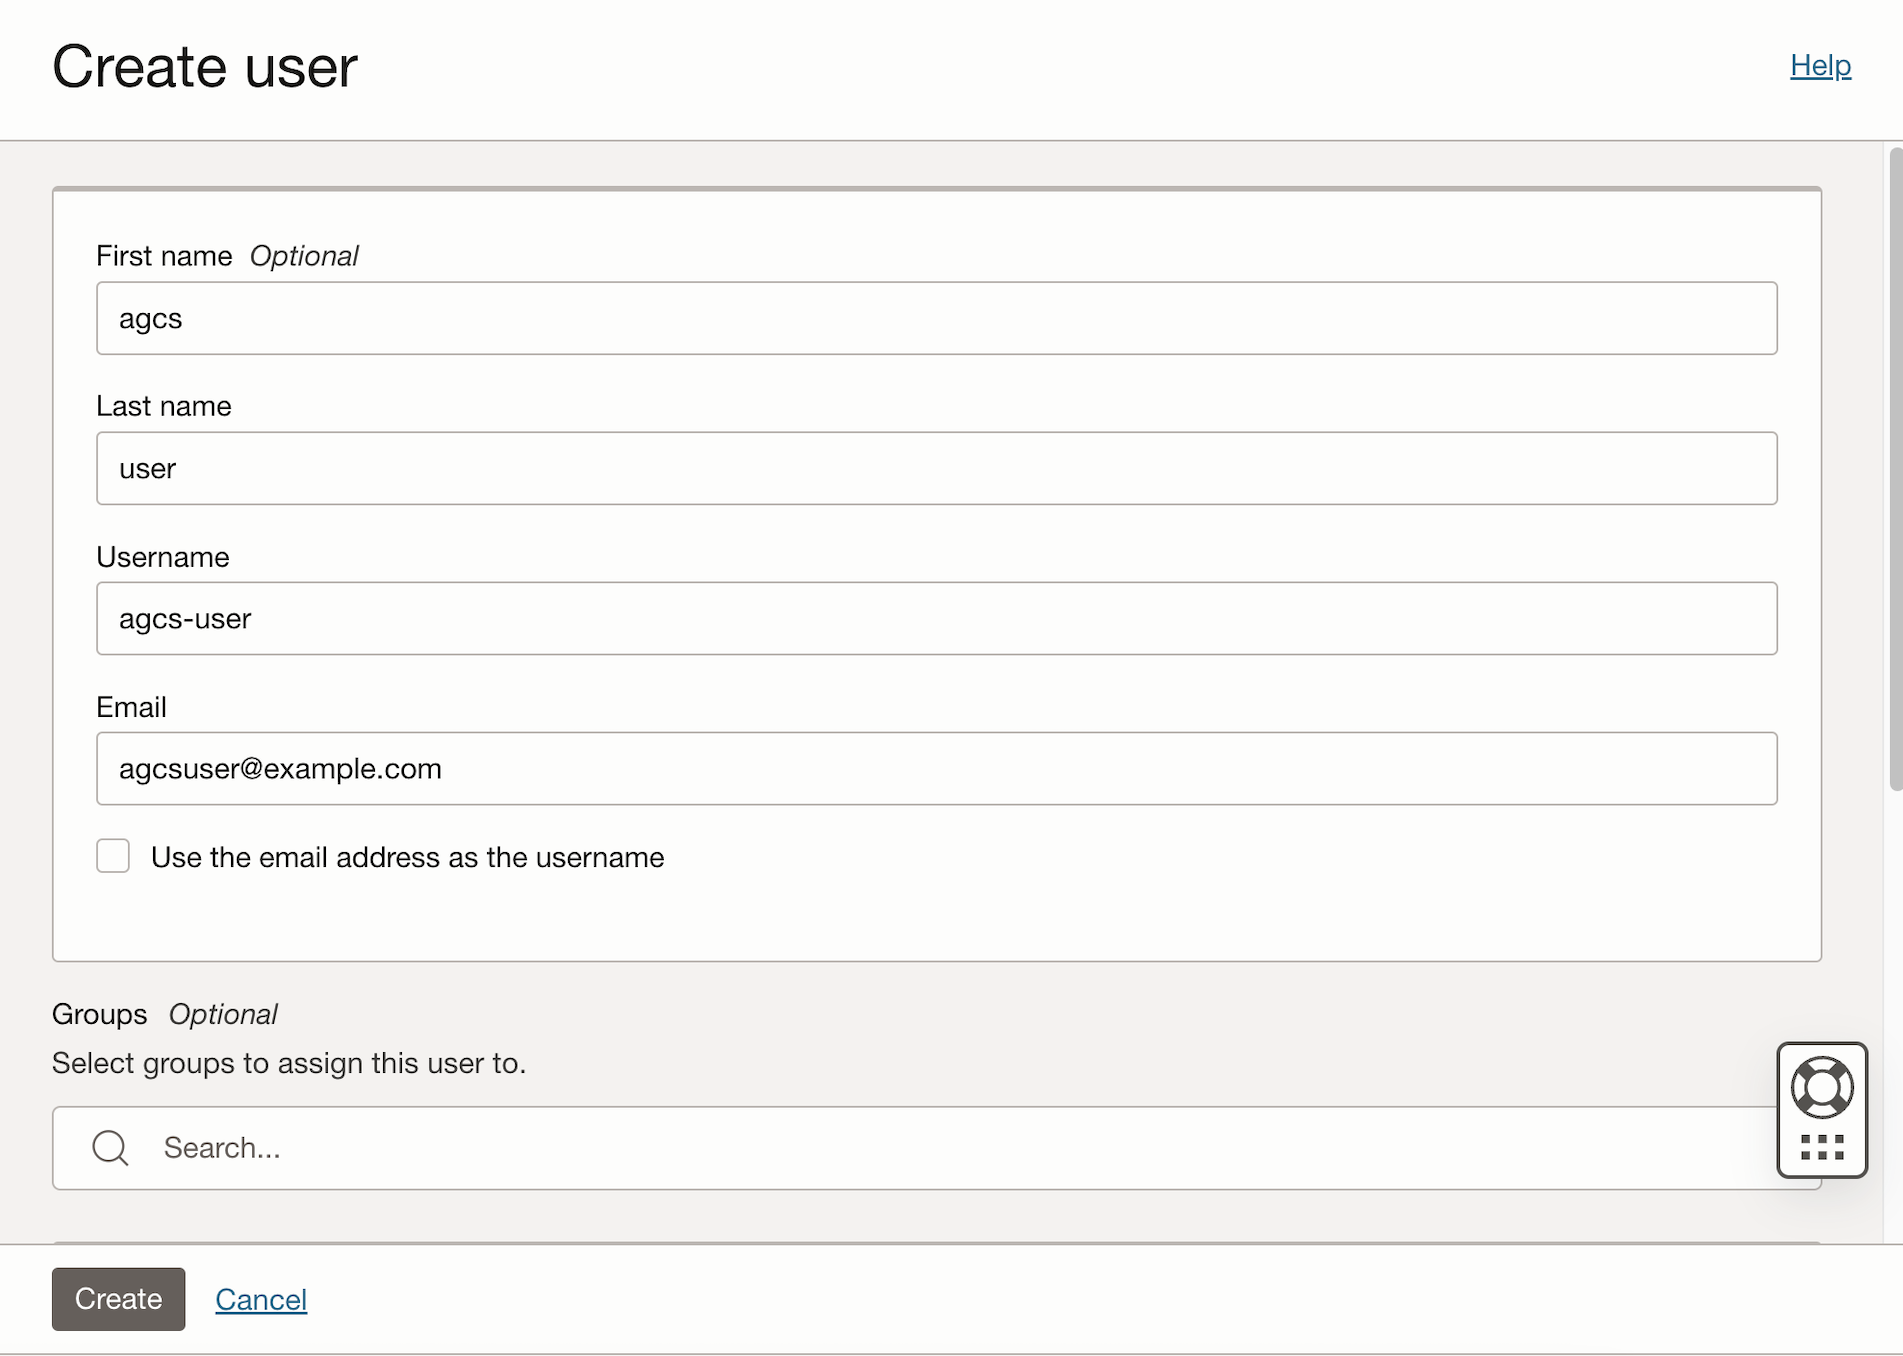 Create user
Help
First name Optional
agcs
Last name
user
Username
agcs-user
Email
agcsuser@example.com
Use the email address as the username
Groups Optional
Select groups to assign this user to.
Search...
Create
Cancel